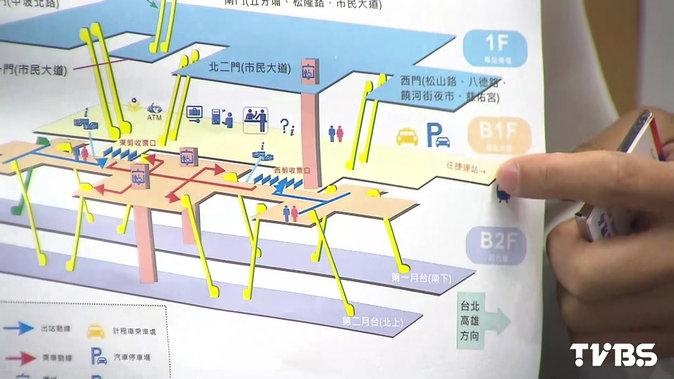 南門(五分埔、松隆路、市民大道)
門(中坡北路)
1F
門(市民大道)
北二門(市民大道)
西門(松山路、八德路、
饒河街夜市、慈佑宮)
ATM
B1F
東剪收票口
西剪收票口
往捷運站→
B2F
第一月台(南下)
第二月台(北上)
台北
高雄
方向
出站動線
計程車乘車處
乘車動線
汽車停車場
TVBS